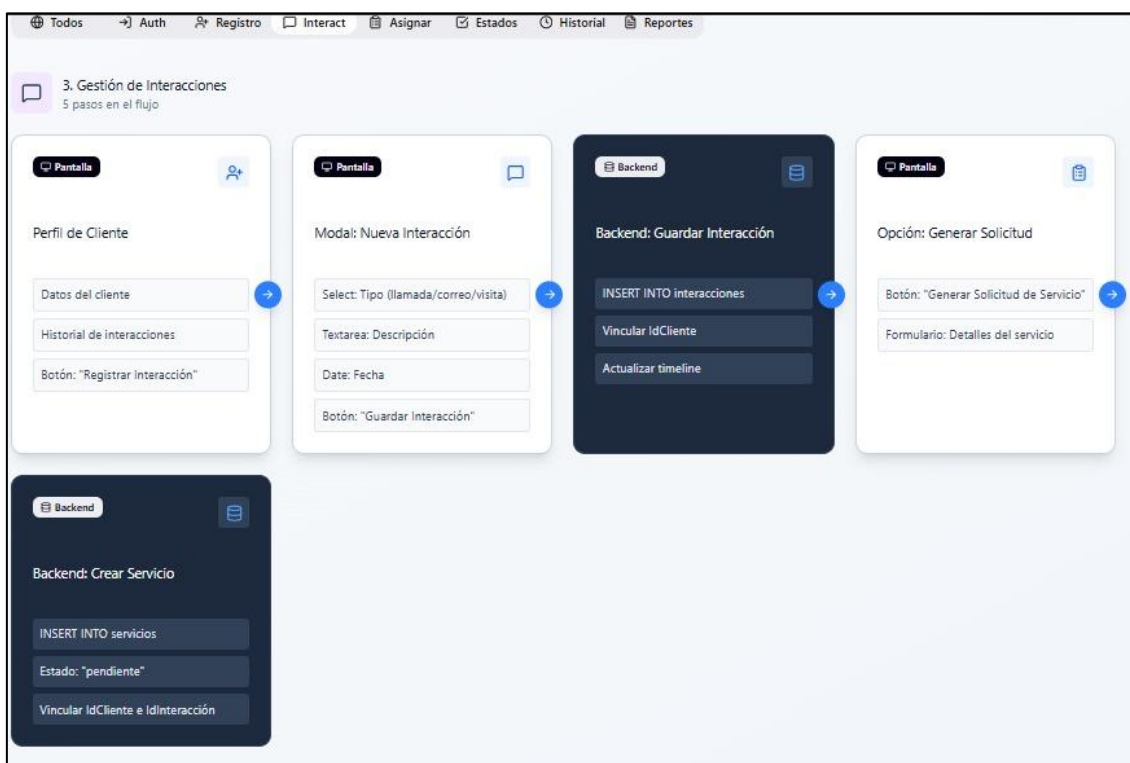 Todos Auth Registro Interact Asignar Estados Historial Reportes
3. Gestión de Interacciones
5 pasos en el flujo
Pantalla
Perfil de Cliente
Datos del cliente
Historial de interacciones
Botón: "Registrar Interacción"
Pantalla
Modal: Nueva Interacción
Select: Tipo (llamada/correo/visita)
Textarea: Descripción
Date: Fecha
Botón: "Guardar Interacción"
Backend
Backend: Guardar Interacción
INSERT INTO interacciones
Vincular IdCliente
Actualizar timeline
Pantalla
Opción: Generar Solicitud
Botón: "Generar Solicitud de Servicio"
Formulario: Detalles del servicio
Backend
Backend: Crear Servicio
INSERT INTO servicios
Estado: "pendiente"
Vincular IdCliente e IdInteracción